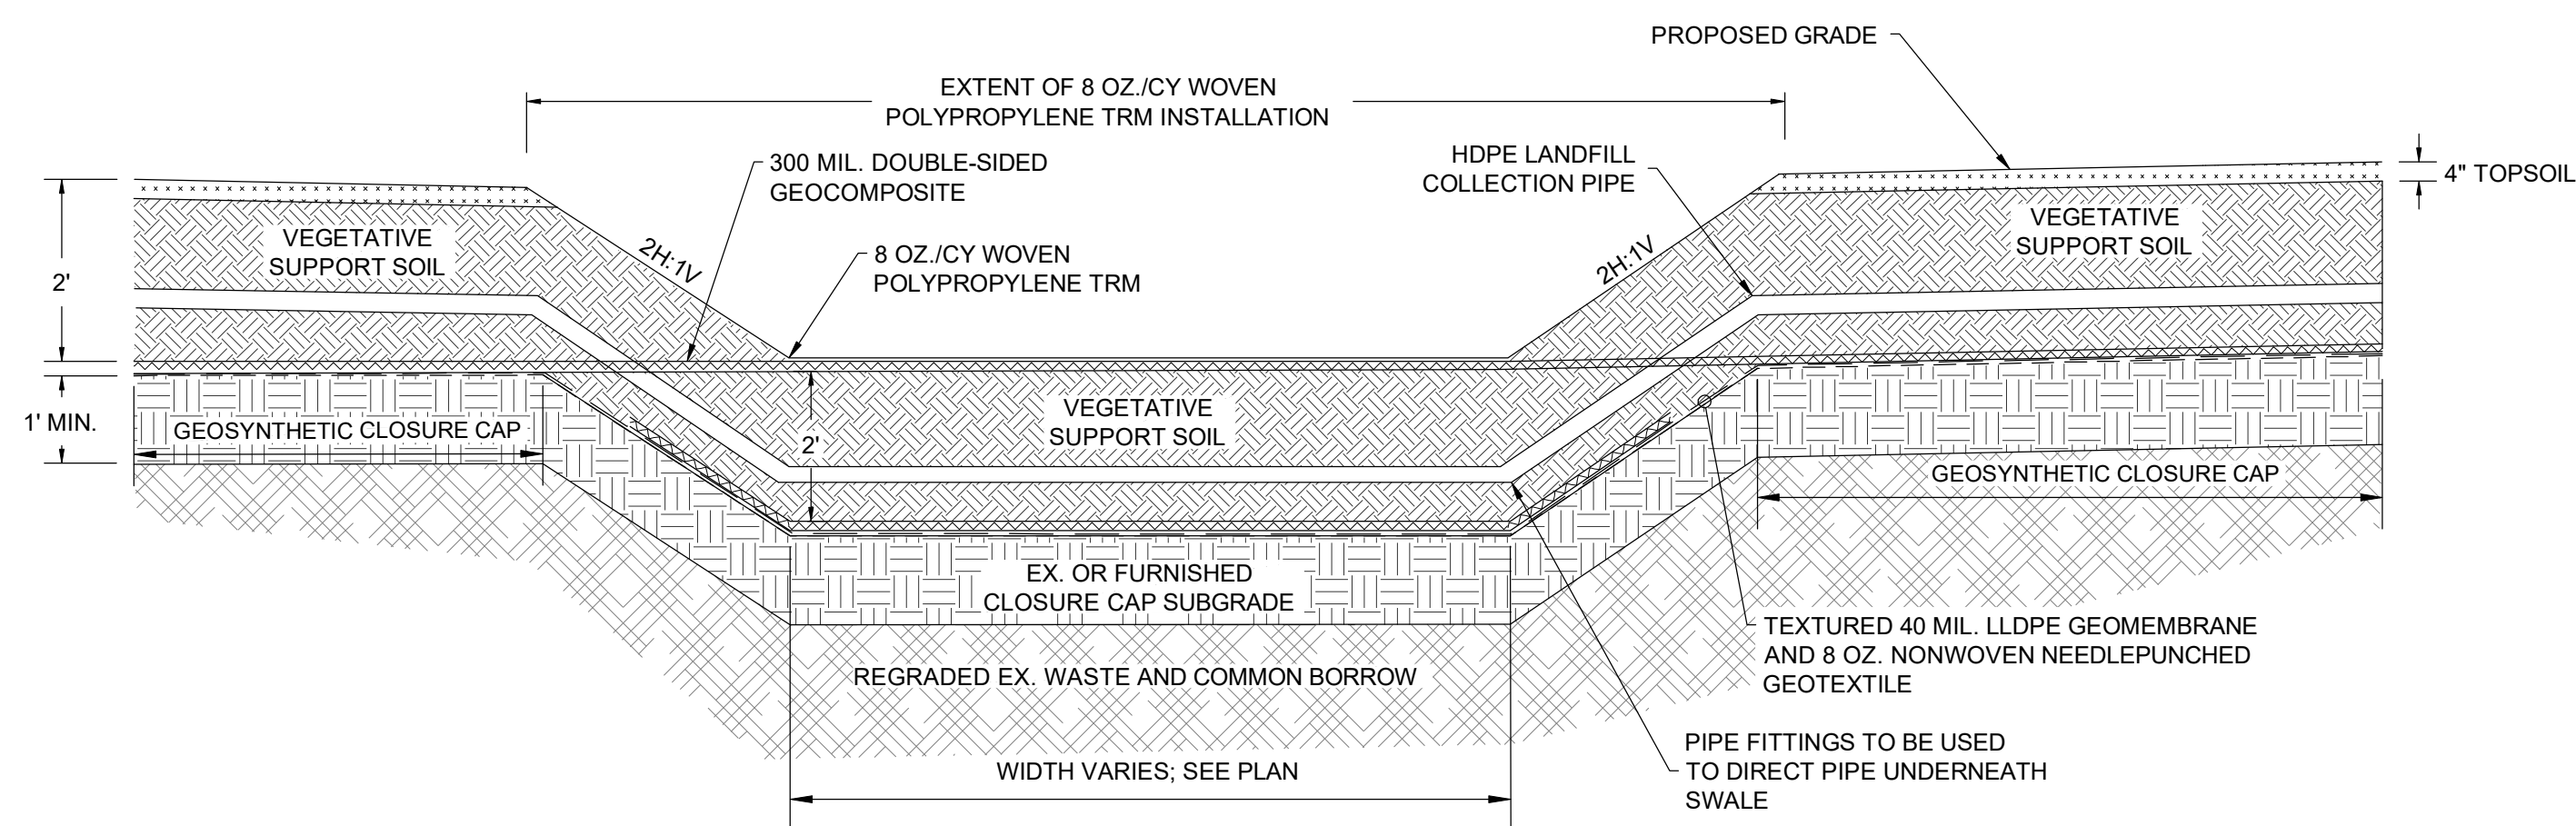 PROPOSED GRADE
EXTENT OF 8 OZ./CY WOVEN
POLYPROPYLENE TRM INSTALLATION
300 MIL. DOUBLE-SIDED
GEOCOMPOSITE
HDPE LANDFILL
COLLECTION PIPE
4" TOPSOIL
VEGETATIVE
SUPPORT SOIL
2H:1V
8 OZ./CY WOVEN
POLYPROPYLENE TRM
2H:1V
VEGETATIVE
SUPPORT SOIL
2'
1' MIN.
GEOSYNTHETIC CLOSURE CAP
VEGETATIVE
SUPPORT SOIL
2'
GEOSYNTHETIC CLOSURE CAP
EX. OR FURNISHED
CLOSURE CAP SUBGRADE
TEXTURED 40 MIL. LLDPE GEOMEMBRANE
AND 8 OZ. NONWOVEN NEEDLEPUNCHED
GEOTEXTILE
REGRADED EX. WASTE AND COMMON BORROW
PIPE FITTINGS TO BE USED
TO DIRECT PIPE UNDERNEATH
SWALE
WIDTH VARIES; SEE PLAN